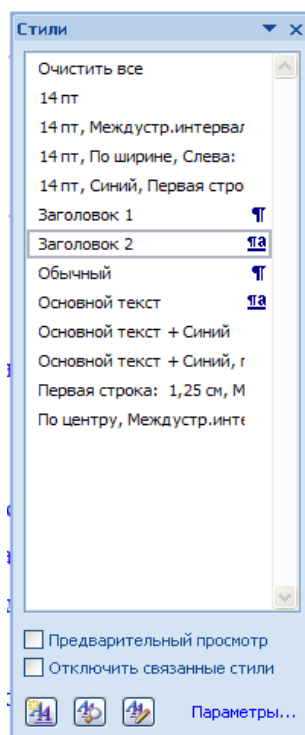 Стили
Очистить все
14 пт
14 пт, Междустр.интервал
14 пт, По ширине, Слева:
14 пт, Синий, Первая стро
Заголовок 1 ¶
Заголовок 2 ¶a
Обычный ¶
Основной текст ¶a
Основной текст + Синий
Основной текст + Синий, г
Первая строка: 1,25 см, М
По центру, Междустр.инте
Предварительный просмотр
Отключить связанные стили
Параметры...